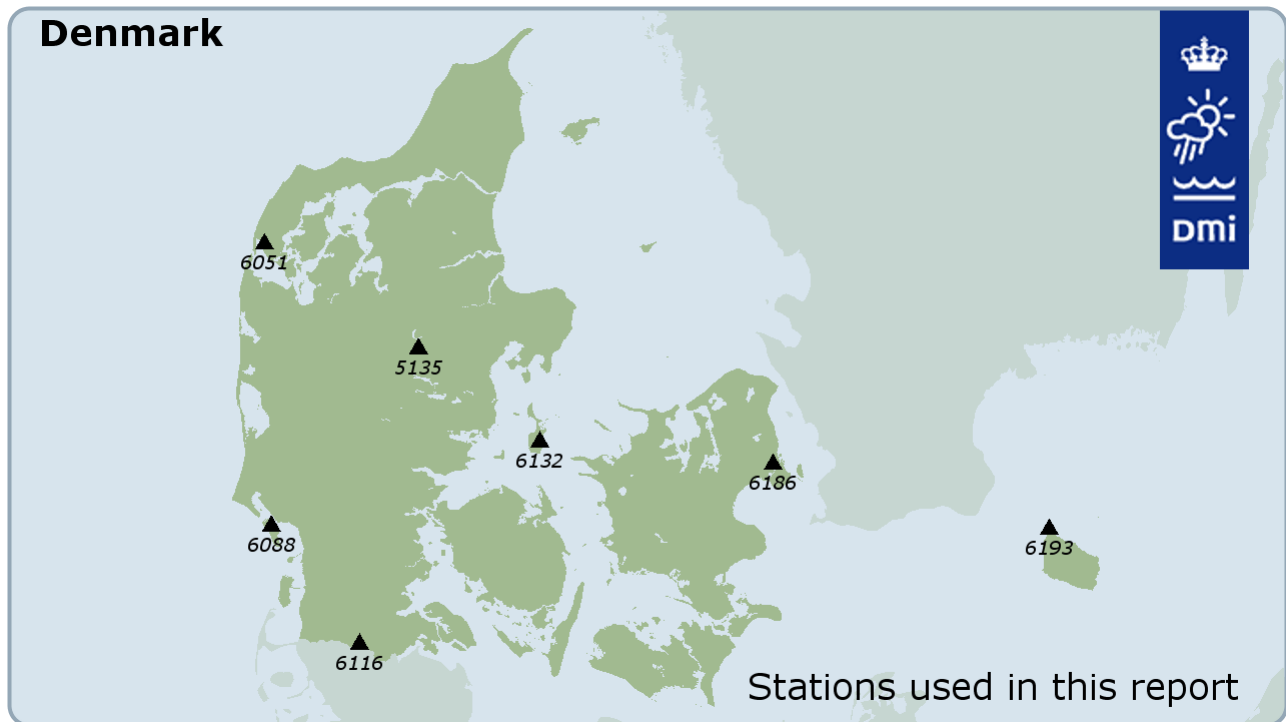 Denmark
DMi
6051
5135
6132
6186
6088
6193
6116
Stations used in this report